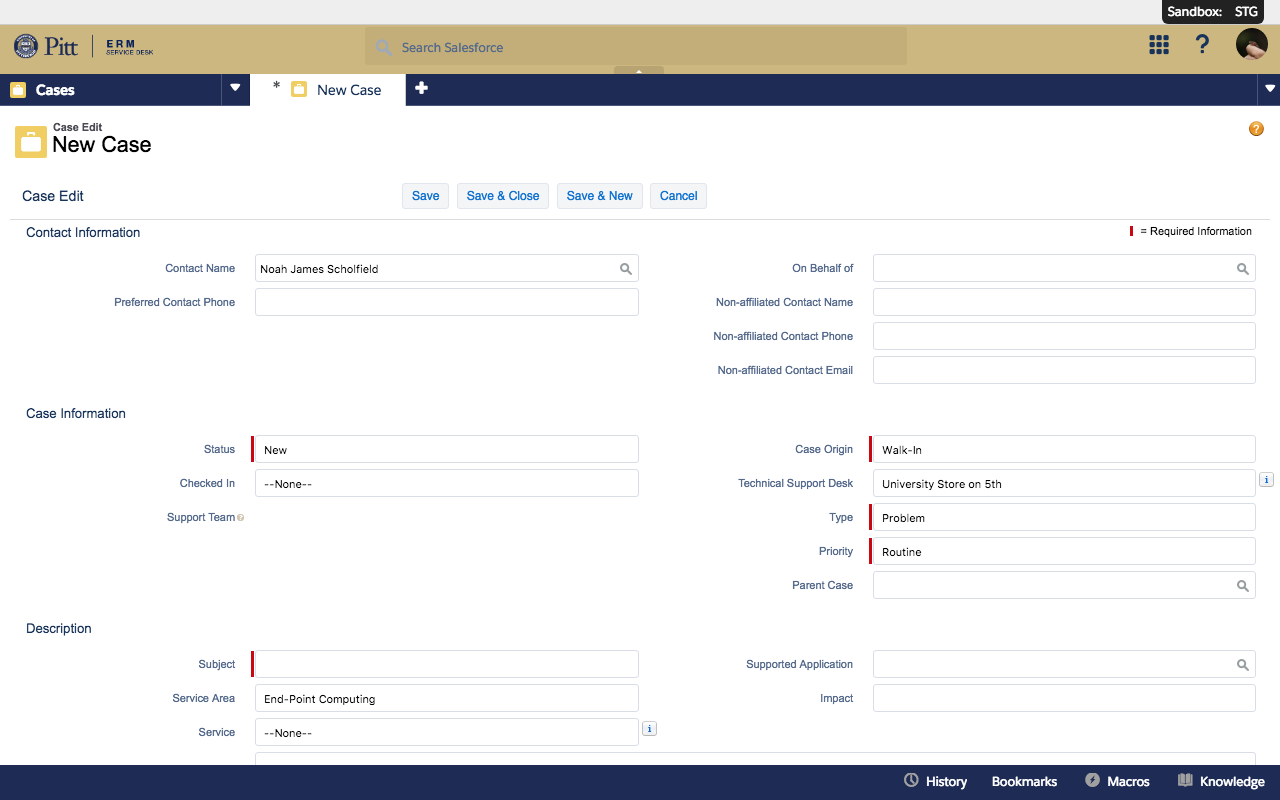 Sandbox: STG
Pitt ERM SERVICE DESK
Search Salesforce
?
Cases
* New Case
Case Edit
New Case
?
Case Edit Save Save & Close Save & New Cancel
Contact Information
= Required Information
Contact Name Noah James Scholfield On Behalf of
Preferred Contact Phone Non-affiliated Contact Name
Non-affiliated Contact Phone
Non-affiliated Contact Email
Case Information
Status New Case Origin Walk-In
Checked In --None-- Technical Support Desk University Store on 5th i
Support Team ? Type Problem
Priority Routine
Parent Case
Description
Subject Supported Application
Service Area End-Point Computing Impact
Service --None-- i
History Bookmarks Macros Knowledge